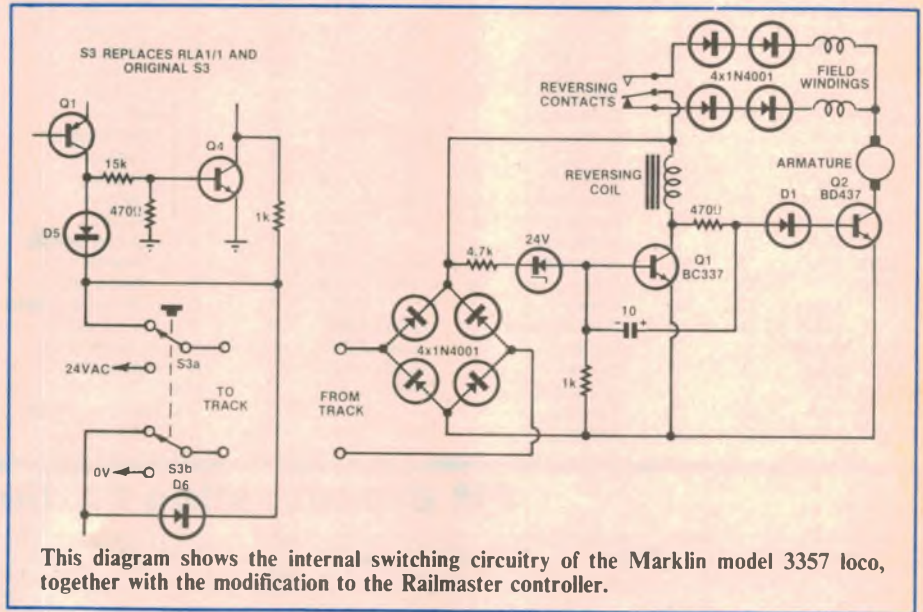 S3 REPLACES RLA1/1 AND
ORIGINAL S3
Q1
15k
Q4
470Ω
1k
D5
S3a
24VAC
TO
TRACK
0V
S3b
D6
REVERSING
CONTACTS
4x1N4001
FIELD
WINDINGS
REVERSING
COIL
ARMATURE
Q2
BD437
470Ω
D1
4.7k
24V
Q1
BC337
10
- +
4x1N4001
1k
FROM
TRACK
This diagram shows the internal switching circuitry of the Marklin model 3357 loco,
together with the modification to the Railmaster controller.